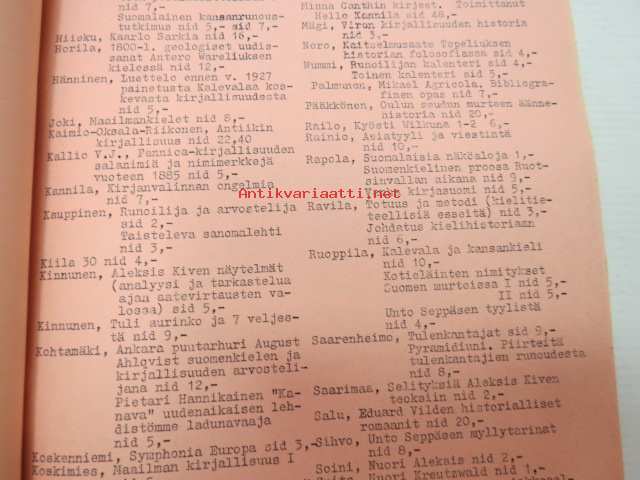 nid 7,-
Suomalainen kansanrunous-
tutkimus nid 5,- sid 7,-
Hiisku, Kaarlo Sarkia nid 18,-
Horila, 1800-l. geologiset uudis-
sanat Antero Wareliuksen
kielessä nid 12,-
Hänninen, Luettelo ennen v. 1927
painetusta Kalevalaa kos-
kevasta kirjallisuudesta
nid 5,-
Joki, Maailmankielet nid 8,-
Kaimio-Oksala-Riikonen, Antiikin
kirjallisuus nid 22,40
Kallio V.J., Fennica-kirjallisuuden
salanimiä ja nimimerkkejä
vuoteen 1885 nid 5,-
Kannila, Kirjanvalinnan ongelmia
nid 7,-
Kauppinen, Runoilija ja arvostelija
sid 2,-
Taisteleva sanomalehti
nid 3,-
Kiila 30 nid 4,-
Kinnunen, Aleksis Kiven näytelmät
(analyysi ja tarkastelua
ajan aatevirtausten va-
lossa) sid 5,-
Kinnunen, Tuli aurinko ja 7 veljes-
tä nid 9,-
Kohtamäki, Ankara puutarhuri August
Ahlqvist suomenkielen ja
kirjallisuuden arvosteli-
jana nid 12,-
Pietari Hannikainen "Ka-
nava" uudenaikaisen leh-
distömme ladunavaaja
nid 5,-
Koskenniemi, Symphonia Europa sid 3,-
Koskimies, Maailman kirjallisuus I
Minna Canthin kirjeet. Toimittanut
Helle Kannila sid 48,-
Mägi, Viron kirjallisuuden historia
nid 3,-
Noro, Kaitselmusaate Topeliuksen
historian filosofiassa sid 4,-
Nummi, Runoilijan kalenteri sid 4,-
Toinen kalenteri sid 5,-
Palmunen, Mikael Agricola. Bibliogra-
finen opas nid 7,-
Pääkkönen, Oulun seudun murteen äänne-
historia nid 20,-
Railo, Kyösti Wilkuna 1-2 6,-
Rainio, Asiatyyli ja viestintä
nid 10,-
Rapola, Suomalaisia näköaloja 1,-
Suomenkielinen proosa Ruot-
sinvallan aikana nid 9,-
Vanha kirjasuomi nid 5,-
Ravila, Totuus ja metodi (kielitie-
teellisiä esseitä) nid 3,-
Johdatus kielihistoriaan
nid 6,-
Ruoppila, Kalevala ja kansankieli
nid 10,-
Kotieläinten nimitykset
Suomen murteissa I nid 5,-
II nid 5,-
Unto Seppäsen tyylistä
nid 4,-
Saarenheimo, Tulenkantajat sid 9,-
Pyramidiuni. Piirteitä
tulenkantajien runoudesta
nid 8,-
Saarimaa, Selityksiä Aleksis Kiven
teoksiin nid 2,-
Salu, Eduard Vilden historialliset
romaanit nid 20,-
Sihvo, Unto Seppäsen myllytarinat
nid 8,-
Soini, Nuori Aleksis nid 2,-
Nuori Kreutzwald nid 1,-
Antikvariaatti.net